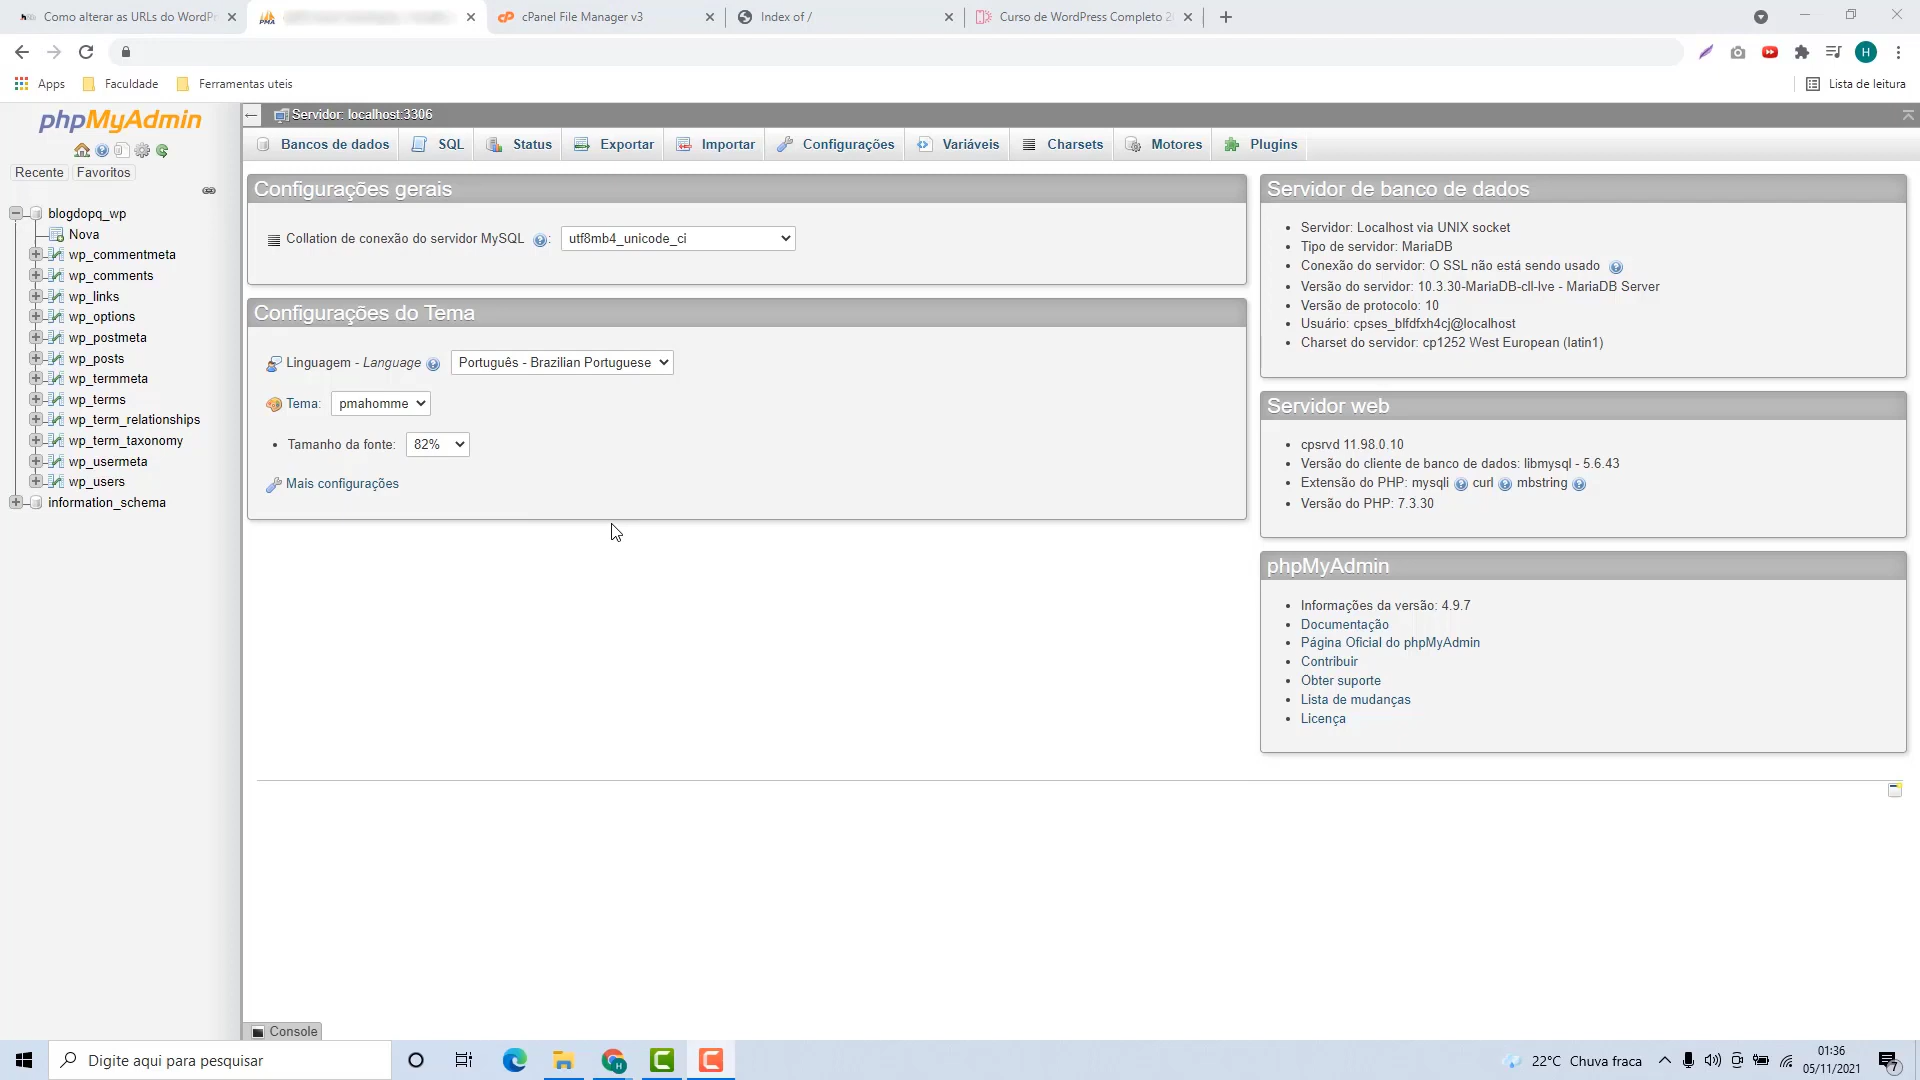 Como alterar as URLs do WordPr
cPanel File Manager v3
Index of /
Curso de WordPress Completo 2
H
Apps
Faculdade
Ferramentas uteis
Lista de leitura
phpMyAdmin
Recente
Favoritos
blogdopq_wp
Nova
wp_commentmeta
wp_comments
wp_links
wp_options
wp_postmeta
wp_posts
wp_termmeta
wp_terms
wp_term_relationships
wp_term_taxonomy
wp_usermeta
wp_users
information_schema
Servidor: localhost:3306
Bancos de dados
SQL
Status
Exportar
Importar
Configurações
Variáveis
Charsets
Motores
Plugins
Configurações gerais
Collation de conexão do servidor MySQL : utf8mb4_unicode_ci
Configurações do Tema
Linguagem - Language Português - Brazilian Portuguese
Tema: pmahomme
Tamanho da fonte: 82%
Mais configurações
Servidor de banco de dados
Servidor: Localhost via UNIX socket
Tipo de servidor: MariaDB
Conexão do servidor: O SSL não está sendo usado
Versão do servidor: 10.3.30-MariaDB-cll-lve - MariaDB Server
Versão de protocolo: 10
Usuário: cpses_blfdfxh4cj@localhost
Charset do servidor: cp1252 West European (latin1)
Servidor web
cpsrvd 11.98.0.10
Versão do cliente de banco de dados: libmysql - 5.6.43
Extensão do PHP: mysqli curl mbstring
Versão do PHP: 7.3.30
phpMyAdmin
Informações da versão: 4.9.7
Documentação
Página Oficial do phpMyAdmin
Contribuir
Obter suporte
Lista de mudanças
Licença
Console
Digite aqui para pesquisar
22°C Chuva fraca
01:36
05/11/2021
7